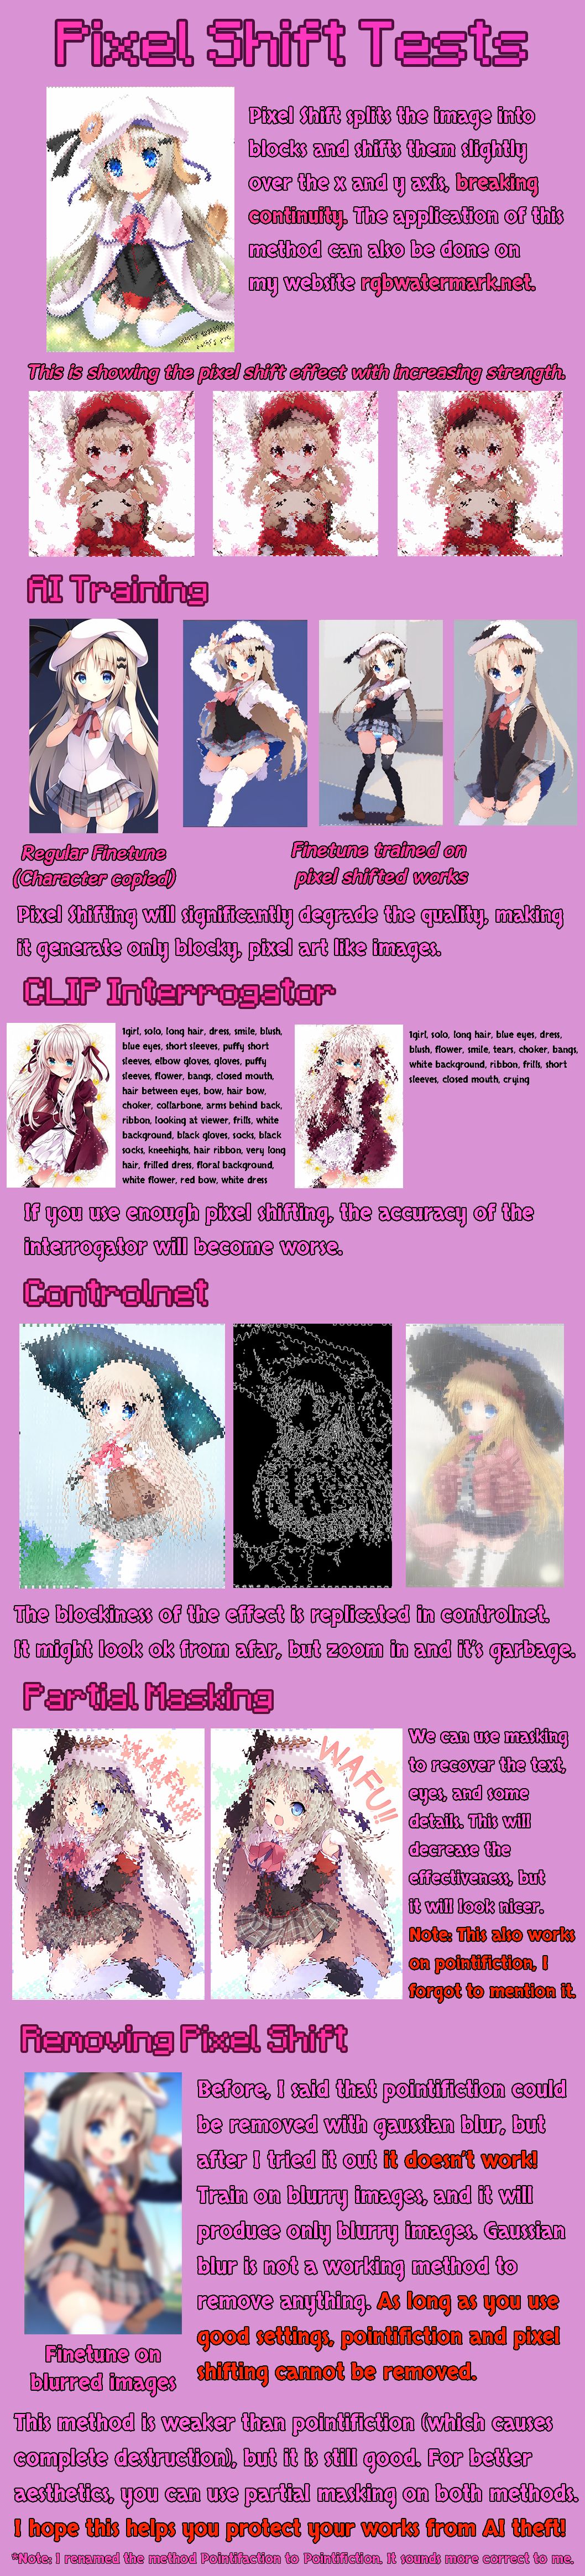 Pixel Shift Tests
Pixel Shift splits the image into
blocks and shifts them slightly
over the x and y axis, breaking
continuity. The application of this
method can also be done on
my website rgbwatermark.net.
This is showing the pixel shift effect with increasing strength.
AI Training
Regular Finetune
(Character copied)
Finetune trained on
pixel shifted works
Pixel Shifting will significantly degrade the quality, making
it generate only blocky, pixel art like images.
CLIP Interrogator
1girl, solo, long hair, dress, smile, blush,
blue eyes, short sleeves, puffy short
sleeves, elbow gloves, gloves, puffy
sleeves, flower, bangs, closed mouth,
hair between eyes, bow, hair bow,
choker, collarbone, arms behind back,
ribbon, looking at viewer, frills, white
background, black gloves, socks, black
socks, kneehighs, hair ribbon, very long
hair, frilled dress, floral background,
white flower, red bow, white dress
1girl, solo, long hair, blue eyes, dress,
blush, flower, smile, tears, choker, bangs,
white background, ribbon, frills, short
sleeves, closed mouth, crying
If you use enough pixel shifting, the accuracy of the
interrogator will become worse.
Controlnet
The blockiness of the effect is replicated in controlnet.
It might look ok from afar, but zoom in and it's garbage.
Partial Masking
WAFU!!
WAFU!!
We can use masking
to recover the text,
eyes, and some
details. This will
decrease the
effectiveness, but
it will look nicer.
Note: This also works
on pointifiction, I
forgot to mention it.
Removing Pixel Shift
Finetune on
blurred images
Before, I said that pointifiction could
be removed with gaussian blur, but
after I tried it out it doesn't work!
Train on blurry images, and it will
produce only blurry images. Gaussian
blur is not a working method to
remove anything. As long as you use
good settings, pointifiction and pixel
shifting cannot be removed.
This method is weaker than pointifiction (which causes
complete destruction), but it is still good. For better
aesthetics, you can use partial masking on both methods.
I hope this helps you protect your works from AI theft!
*Note: I renamed the method Pointifaction to Pointifiction. It sounds more correct to me.